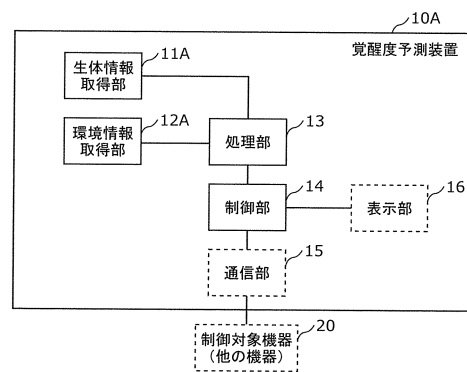 10A
覚醒度予測装置
11A
生体情報
取得部
12A
環境情報
取得部
13
処理部
14
制御部
16
表示部
15
通信部
20
制御対象機器
(他の機器)